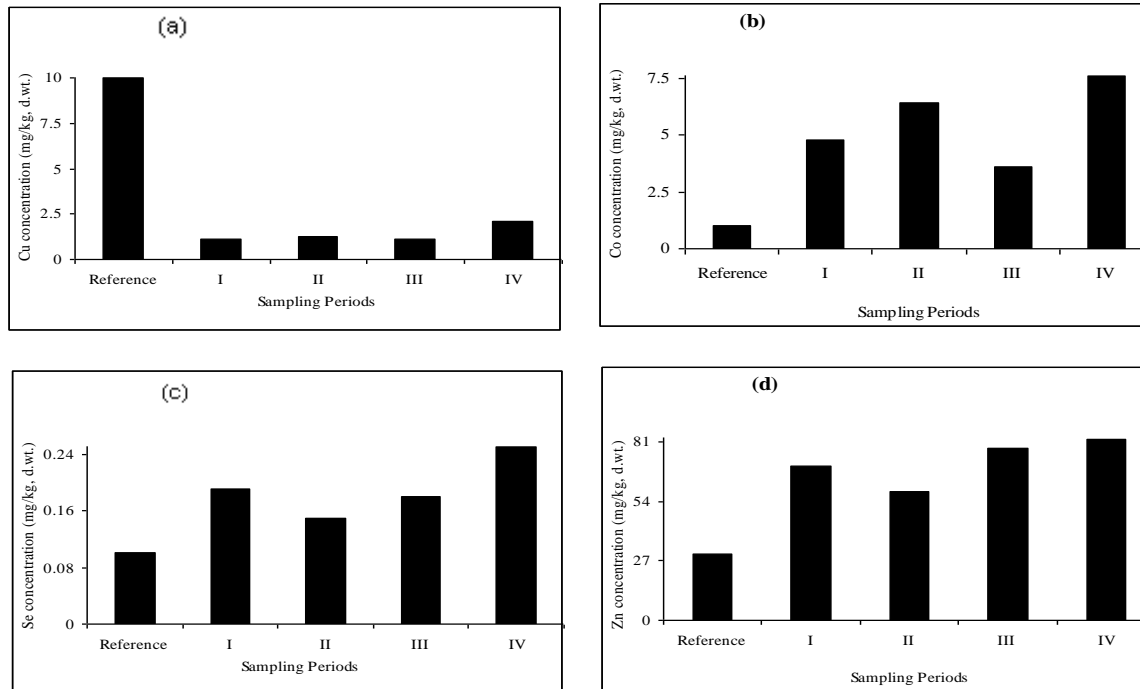 (a)
Cu concentration (mg/kg, d.wt.)
10
7.5
5
2.5
0
Reference I II III IV
Sampling Periods
(b)
Co concentration (mg/kg, d.wt.)
7.5
5
2.5
0
Reference I II III IV
Sampling Periods
(c)
Se concentration (mg/kg, d.wt.)
0.24
0.16
0.08
0
Reference I II III IV
Sampling Periods
(d)
Zn concentration (mg/kg, d.wt.)
81
54
27
0
Reference I II III IV
Sampling Periods